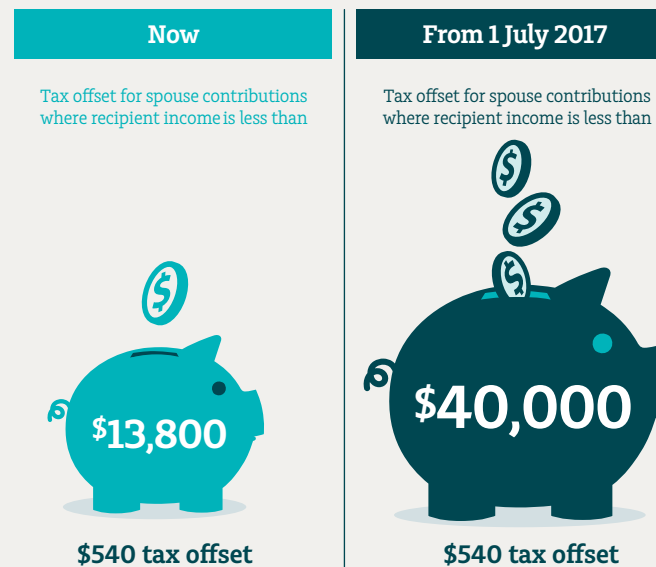 Now
Tax offset for spouse contributions
where recipient income is less than
$
$13,800
$540 tax offset
From 1 July 2017
Tax offset for spouse contributions
where recipient income is less than
$
$
$
$40,000
$540 tax offset